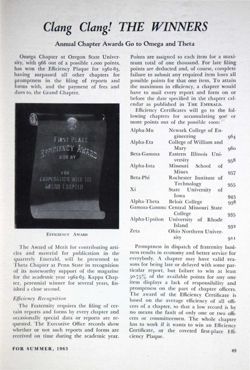 Clang Clang! THE WINNERS
Annual Chapter Awards Go to Omega and Theta
Omega Chapter at Oregon State Univer-
sity, with 966 out of a possible 1,000 points,
has won the Efficiency Plaque for 1962-63,
having surpassed all other chapters for
promptness in the filing of reports and
forms with, and the payment of fees and
dues to, the Grand Chapter.
FIRST PLACE
EFFICIENCY AWARD
WON BY
FOR
COOPERATION WITH THE
GRAND CHAPTER
EFFICIENCY AWARD
The Award of Merit for contributing arti-
cles and material for publication in the
quarterly Emerald, will be presented to
Theta Chapter at Penn State in recognition
of its noteworthy support of the magazine
for the academic year 1962-63. Kappa Chap-
ter, perennial winner for several years, fin-
ished a close second.
Efficiency Recognition
The Fraternity requires the filing of cer-
tain reports and forms by every chapter and
occasionally special data or reports are re-
quested. The Executive Office records show
whether or not such reports and forms are
received on time during the academic year.
FOR SUMMER, 1963
Points are assigned to each item for a maxi-
mum total of one thousand. For late filing
points are deducted and, of course, complete
failure to submit any required item loses all
possible points for that one item. To attain
the maximum in efficiency, a chapter would
have to mail every report and form on or
before the date specified in the chapter cal-
endar as published in THE EMERALD.
Efficiency Certificates will go to the fol-
lowing chapters for accumulating 900 or
more points out of the possible 1000:
Alpha-Mu Newark College of En-
gineering 964
Alpha-Eta College of William and
Mary 960
Beta-Gamma Eastern Illinois Uni-
versity 958
Alpha-Iota Missouri School of
Mines 957
Beta-Phi Rochester Institute of
Technology 955
Xi State University of
Iowa
Alpha-Theta Beloit College 938
Gamma-Gamma Central Missouri State
College 935
Alpha-Upsilon University of Rhode
Island 932
Zeta Ohio Northern Univer-
sity 921
Promptness in dispatch of fraternity busi-
ness results in economy and better service for
everybody. A chapter may have valid rea-
sons for being late or delayed with some par-
ticular report, but failure to win at least
of the available points for any one
item displays a lack of responsibility and
promptness on the part of chapter officers.
The award of the Efficiency Certificate is
based on the average efficiency of all offi-
cers of a chapter, so that a low record is by
no means the fault of only one or two offi-
cers or committeemen. The whole chapter
has to work if it wants to win an Efficiency
Certificate, or the coveted first-place Effi-
ciency Plaque.
69